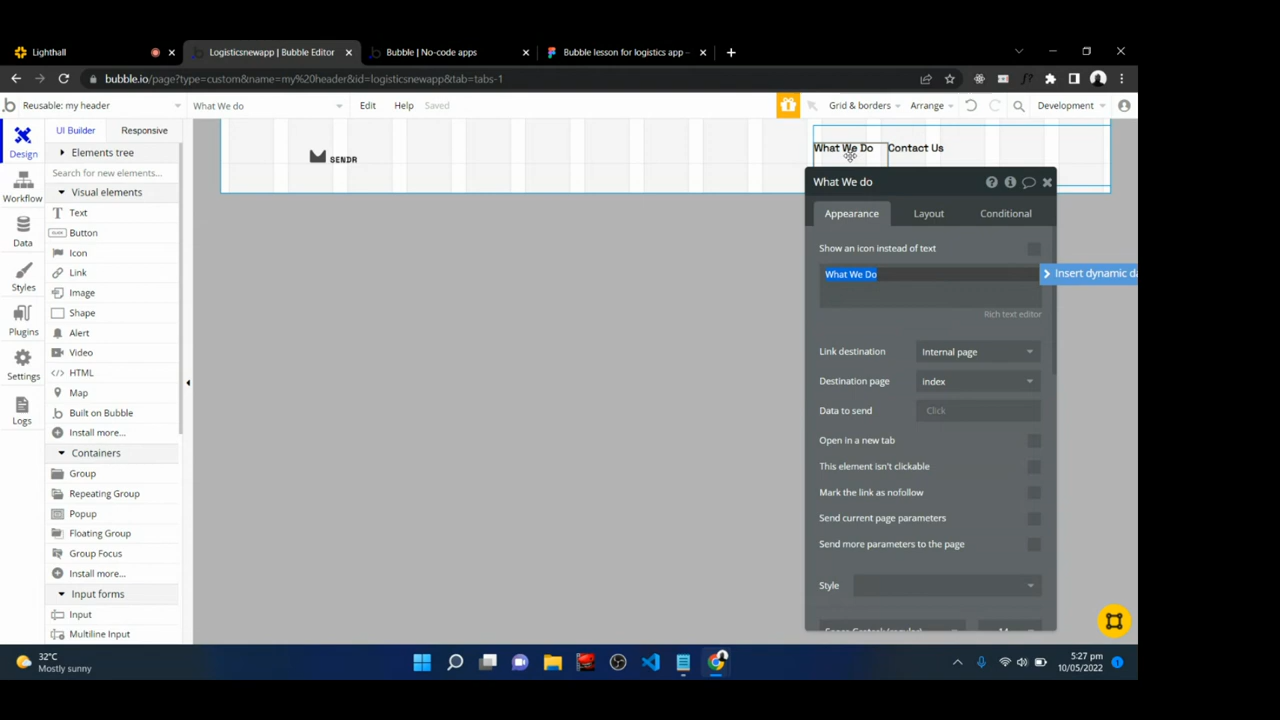 Lighthall
Logisticsnewapp | Bubble Editor
Bubble | No-code apps
Bubble lesson for logistics app –
bubble.io/page?type=custom&name=my%20header&id=logisticsnewapp&tab=tabs-1
Reusable: my header
What We do
Edit
Help
Saved
Grid & borders
Arrange
Development
Design
Workflow
Data
Styles
Plugins
Settings
Logs
UI Builder
Responsive
Elements tree
Search for new elements...
Visual elements
Text
Button
Icon
Link
Image
Shape
Alert
Video
HTML
Map
Built on Bubble
Install more...
Containers
Group
Repeating Group
Popup
Floating Group
Group Focus
Install more...
Input forms
Input
Multiline Input
SENDR
What We Do
Contact Us
What We do
Appearance
Layout
Conditional
Show an icon instead of text
What We Do
Insert dynamic da
Rich text editor
Link destination
Internal page
Destination page
index
Data to send
Click
Open in a new tab
This element isn't clickable
Mark the link as nofollow
Send current page parameters
Send more parameters to the page
Style
32°C
Mostly sunny
5:27 pm
10/05/2022